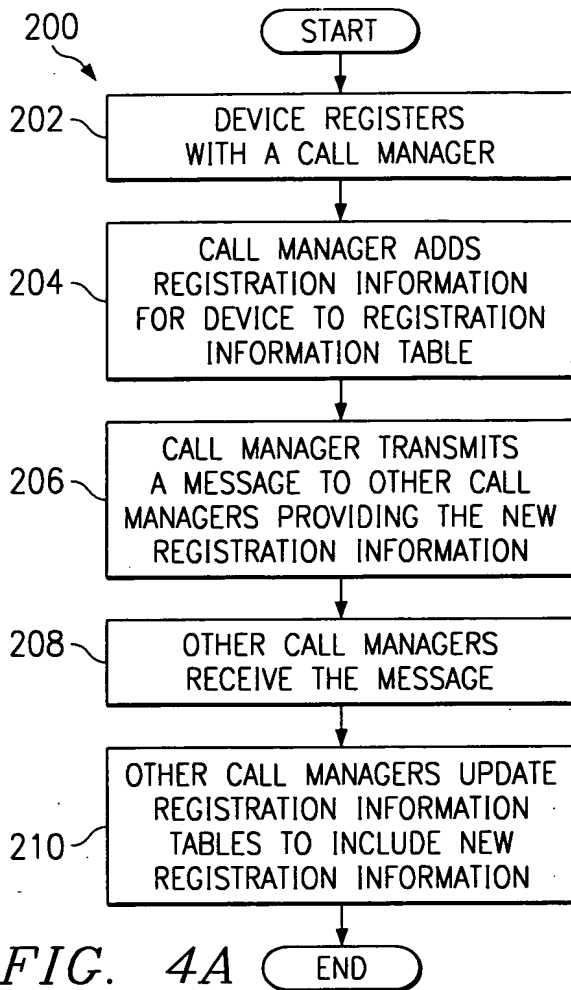 200
START
202
DEVICE REGISTERS
WITH A CALL MANAGER
204
CALL MANAGER ADDS
REGISTRATION INFORMATION
FOR DEVICE TO REGISTRATION
INFORMATION TABLE
206
CALL MANAGER TRANSMITS
A MESSAGE TO OTHER CALL
MANAGERS PROVIDING THE NEW
REGISTRATION INFORMATION
208
OTHER CALL MANAGERS
RECEIVE THE MESSAGE
210
OTHER CALL MANAGERS UPDATE
REGISTRATION INFORMATION
TABLES TO INCLUDE NEW
REGISTRATION INFORMATION
FIG. 4A
END